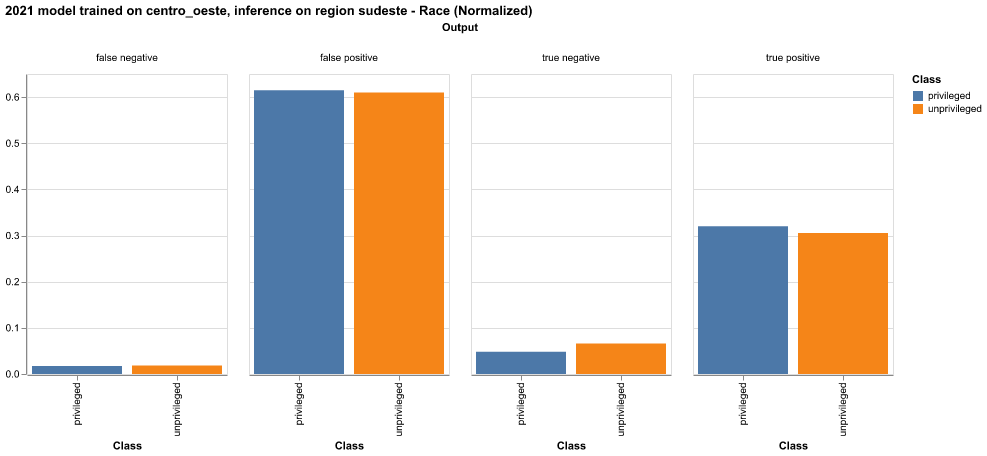 2021 model trained on centro_oeste, inference on region sudeste - Race (Normalized)
Output
false negative
false positive
true negative
true positive
Class
privileged
unprivileged
0.6
0.5
0.4
0.3
0.2
0.1
0.0
privileged
unprivileged
privileged
unprivileged
privileged
unprivileged
privileged
unprivileged
Class
Class
Class
Class